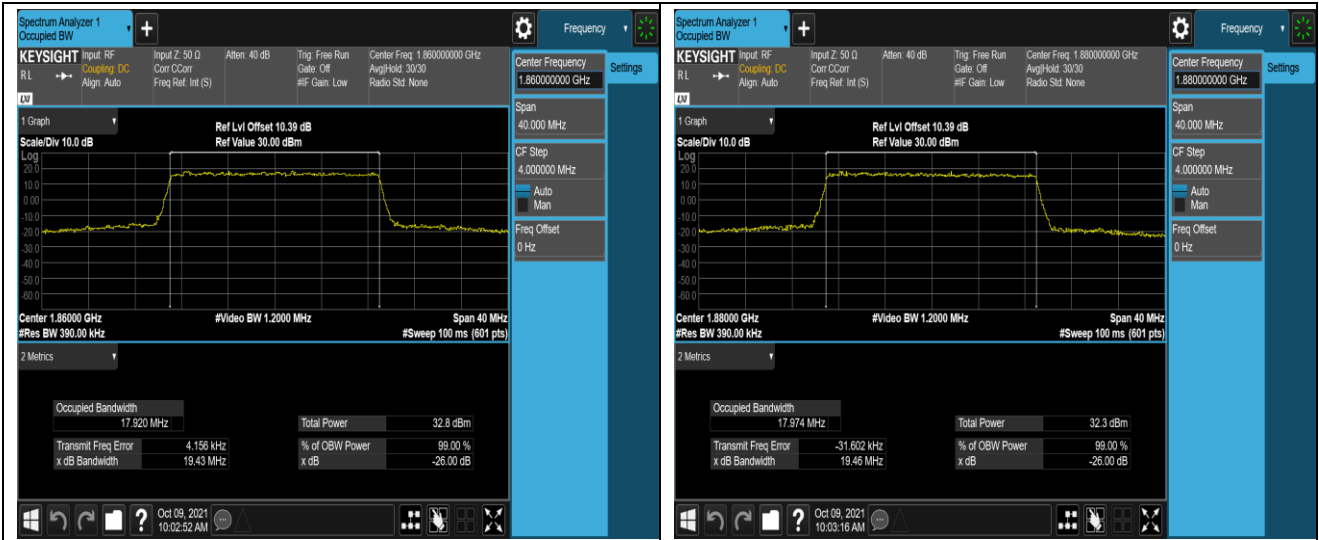 Spectrum Analyzer 1
Occupied BW
+
Frequency
KEYSIGHT Input: RF Input Z: 50 Ω Atten: 40 dB Trig: Free Run Center Freq: 1.860000000 GHz
RL Coupling: DC Corr CCorr Gate: Off Avg|Hold: 30/30
Align: Auto Freq Ref: Int (S) #IF Gain: Low Radio Std: None
LXI
Center Frequency
1.860000000 GHz
Settings
Span
40.000 MHz
CF Step
4.000000 MHz
Auto
Man
Freq Offset
0 Hz
1 Graph
Ref Lvl Offset 10.39 dB
Scale/Div 10.0 dB Ref Value 30.00 dBm
Log
20.0
10.0
0.00
-10.0
-20.0
-30.0
-40.0
-50.0
-60.0
Center 1.86000 GHz #Video BW 1.2000 MHz Span 40 MHz
#Res BW 390.00 kHz #Sweep 100 ms (601 pts)
2 Metrics
Occupied Bandwidth
17.920 MHz Total Power 32.8 dBm
Transmit Freq Error 4.156 kHz % of OBW Power 99.00 %
x dB Bandwidth 19.43 MHz x dB -26.00 dB
? Oct 09, 2021
10:02:52 AM
Spectrum Analyzer 1
Occupied BW
+
Frequency
KEYSIGHT Input: RF Input Z: 50 Ω Atten: 40 dB Trig: Free Run Center Freq: 1.880000000 GHz
RL Coupling: DC Corr CCorr Gate: Off Avg|Hold: 30/30
Align: Auto Freq Ref: Int (S) #IF Gain: Low Radio Std: None
LXI
Center Frequency
1.880000000 GHz
Settings
Span
40.000 MHz
CF Step
4.000000 MHz
Auto
Man
Freq Offset
0 Hz
1 Graph
Ref Lvl Offset 10.39 dB
Scale/Div 10.0 dB Ref Value 30.00 dBm
Log
20.0
10.0
0.00
-10.0
-20.0
-30.0
-40.0
-50.0
-60.0
Center 1.88000 GHz #Video BW 1.2000 MHz Span 40 MHz
#Res BW 390.00 kHz #Sweep 100 ms (601 pts)
2 Metrics
Occupied Bandwidth
17.974 MHz Total Power 32.3 dBm
Transmit Freq Error -31.602 kHz % of OBW Power 99.00 %
x dB Bandwidth 19.46 MHz x dB -26.00 dB
? Oct 09, 2021
10:03:16 AM